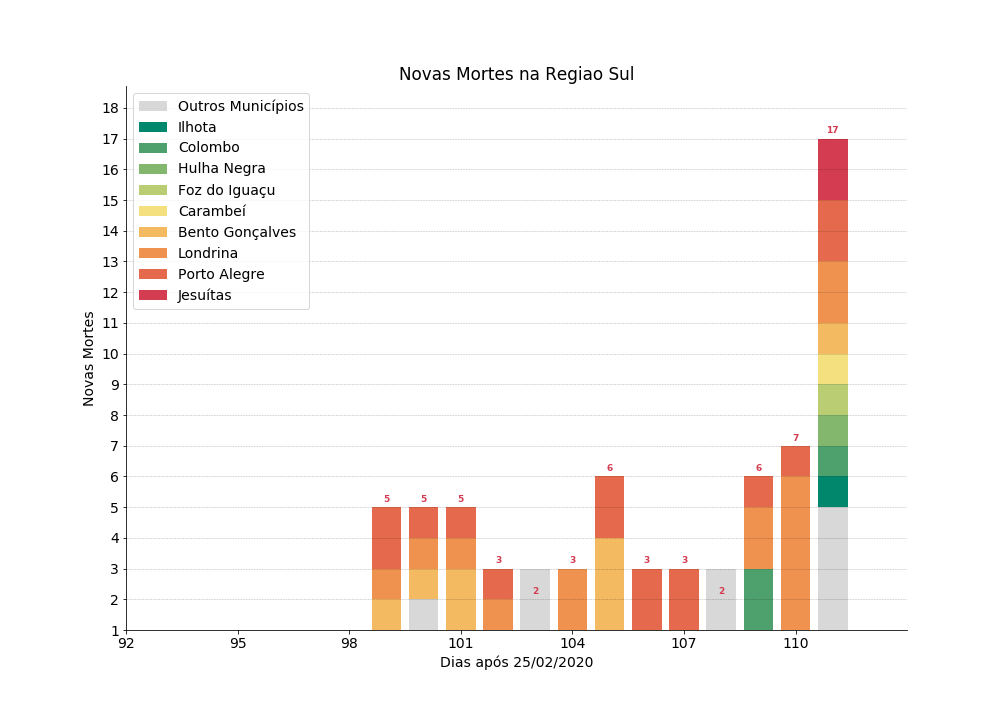 Novas Mortes na Regiao Sul
Outros Municípios
Ilhota
Colombo
Hulha Negra
Foz do Iguaçu
Carambeí
Bento Gonçalves
Londrina
Porto Alegre
Jesuítas
Novas Mortes
18
17
16
15
14
13
12
11
10
9
8
7
6
5
4
3
2
1
5 5 5 3 2 3 6 3 3 2 6 7 17
92 95 98 101 104 107 110
Dias após 25/02/2020